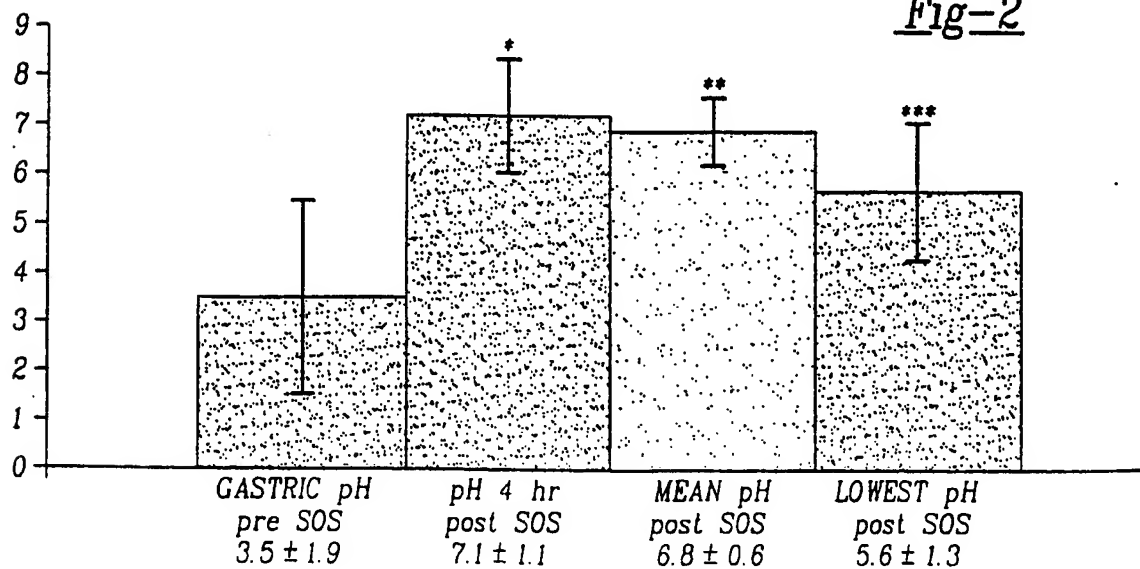 Fig-2
9
8
7
6
5
4
3
2
1
0
*
**
***
GASTRIC pH
pre SOS
3.5 ± 1.9
pH 4 hr
post SOS
7.1 ± 1.1
MEAN pH
post SOS
6.8 ± 0.6
LOWEST pH
post SOS
5.6 ± 1.3